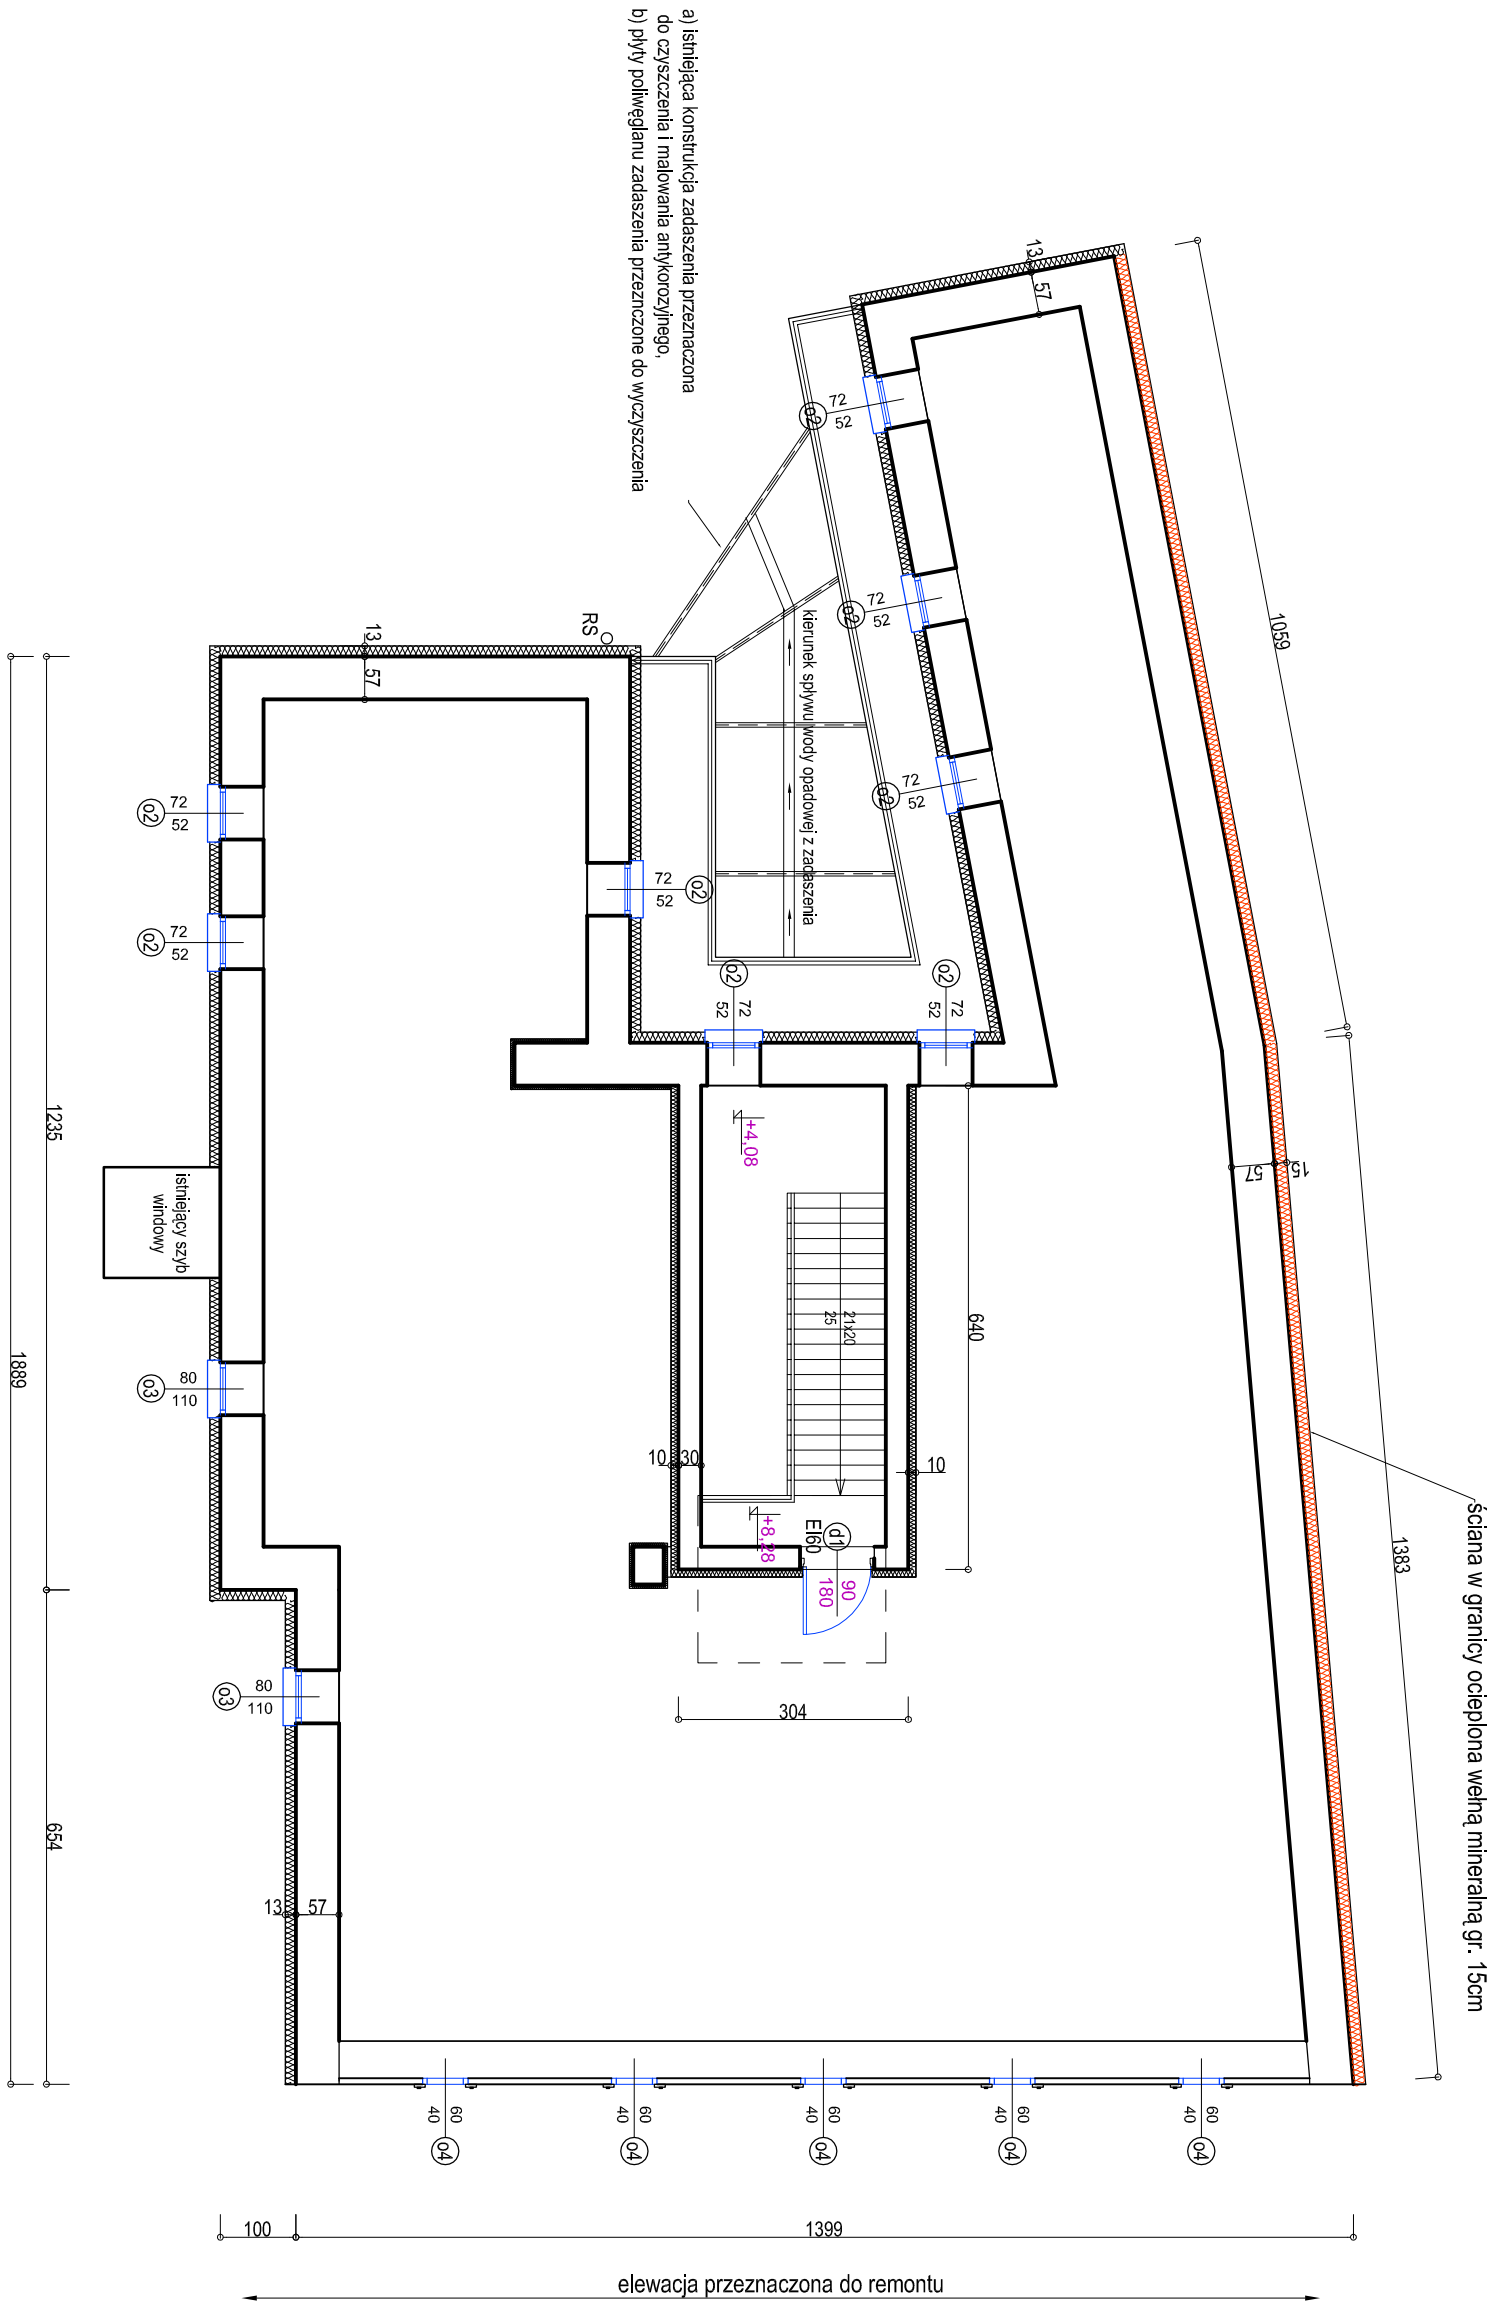 a) istniejąca konstrukcja zadaszenia przeznaczona
do czyszczenia i malowania antykorozyjnego,
b) płyty poliwęglanu zadaszenia przeznczone do wyczyszczenia
13
57
1059
o2
72
52
o2
72
52
o2
72
52
kierunek spływu wody opadowej z zadaszenia
RS
13
57
o2
72
52
o2
72
52
o2
72
52
o2
72
52
o2
72
52
+4,08
15
57
1235
istniejący szyb
windowy
640
21x20
25
1889
o3
80
110
10
30
10
+8,28
EI60
d1
90
180
ściana w granicy ocieplona wełną mineralną gr. 15cm
1383
o3
80
110
304
654
13
57
60
40
o4
60
40
o4
60
40
o4
60
40
o4
60
40
o4
100
1399
elewacja przeznaczona do remontu